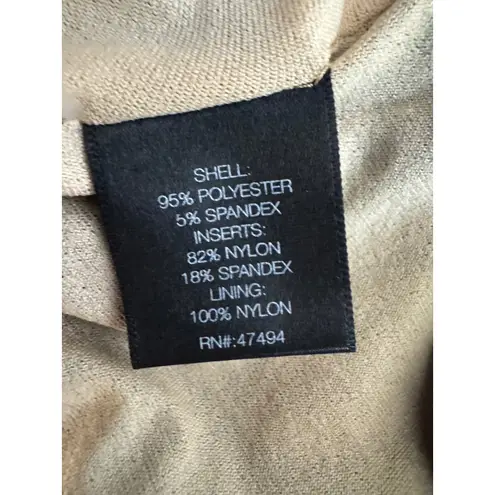 SHELL:
95% POLYESTER
5% SPANDEX
INSERTS:
82% NYLON
18% SPANDEX
LINING:
100% NYLON
RN#:47494